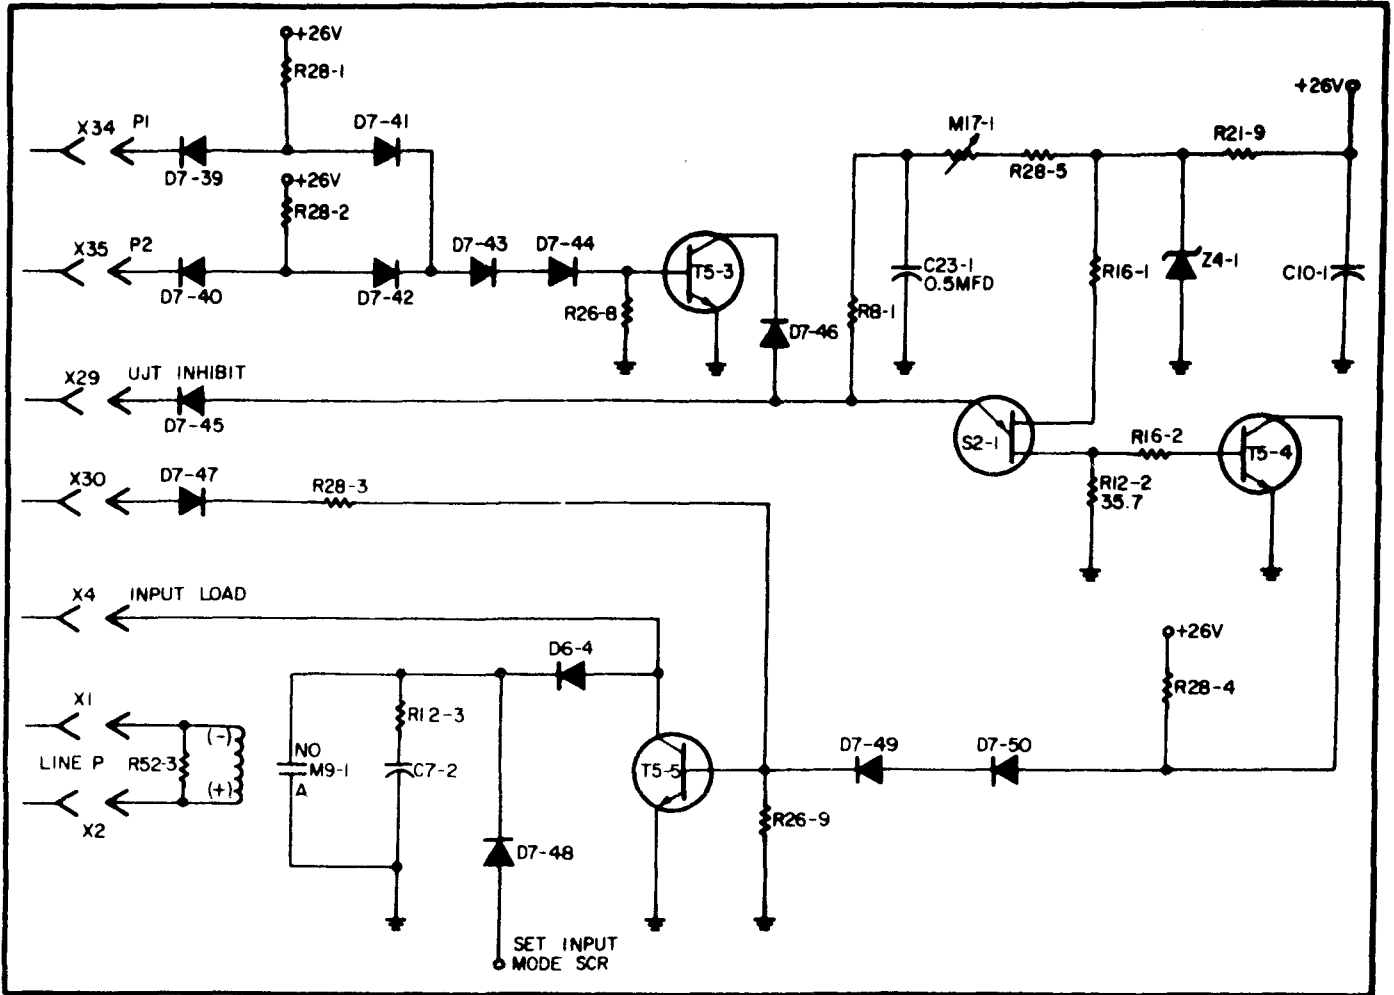 +26V
R28-1
+26V
X34
P1
D7-41
M17-1
R21-9
D7-39
+26V
R28-5
R28-2
X35
P2
D7-43
D7-44
T5-3
C23-1
0.5MFD
R16-1
Z4-1
C10-1
D7-40
D7-42
R26-8
R8-1
D7-46
X29
UJT INHIBIT
D7-45
S2-1
R16-2
T5-4
X30
D7-47
R28-3
R12-2
35.7
X4
INPUT LOAD
+26V
D6-4
R28-4
X1
R12-3
(-)
LINE P
R52-3
NO
M9-1
A
C7-2
T5-5
D7-49
D7-50
(+)
X2
R26-9
D7-48
SET INPUT
MODE SCR